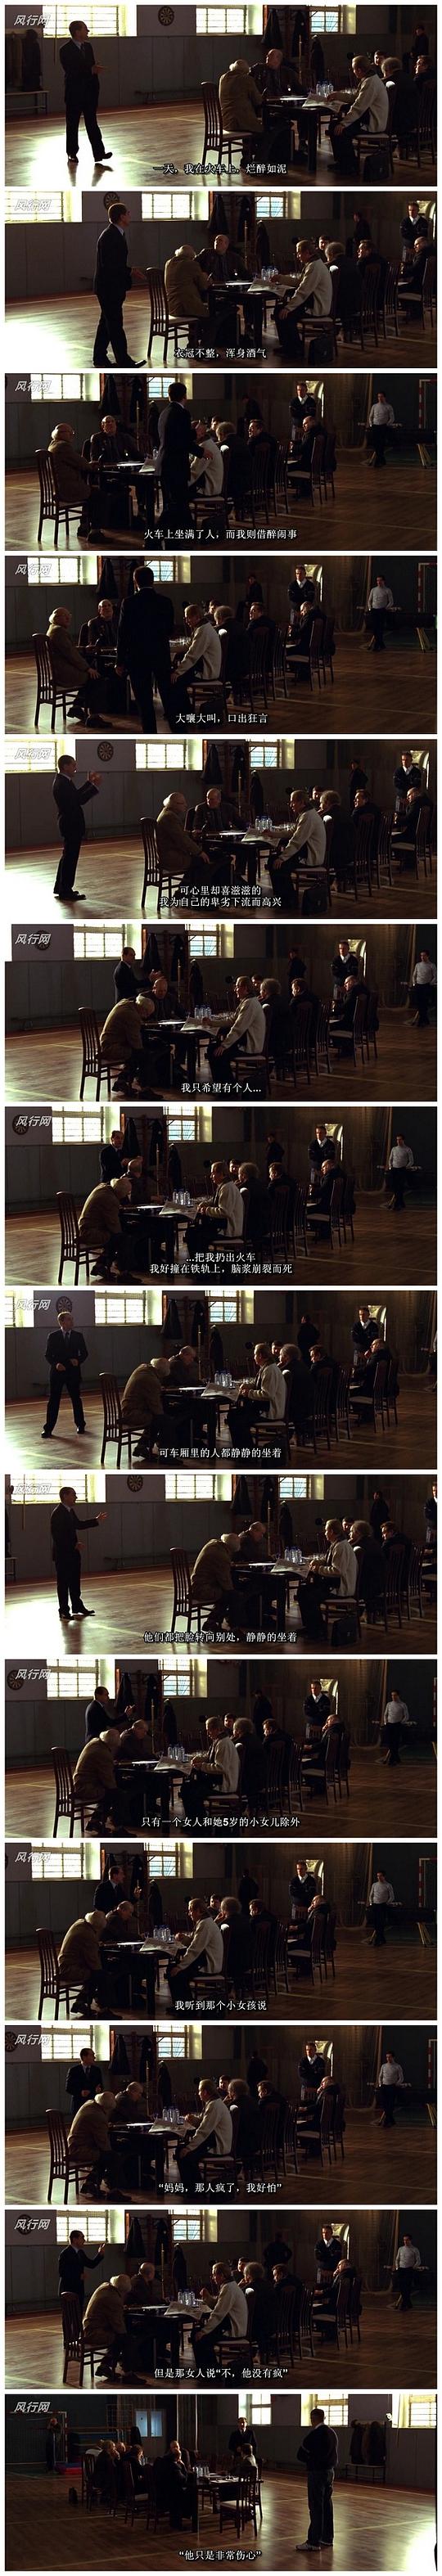 风行网
一天，我在火车上，烂醉如泥
风行网
衣冠不整，浑身酒气
风行网
火车上坐满了人，而我则借醉闹事
风行网
大嚷大叫，口出狂言
风行网
可心里却喜滋滋的
我为自己的卑劣下流而高兴
风行网
我只希望有个人...
风行网
...把我扔出火车
我好撞在铁轨上，脑浆崩裂而死
风行网
可车厢里的人都静静的坐着
风行网
他们都把脸转向别处，静静的坐着
风行网
只有一个女人和她5岁的小女儿除外
风行网
我听到那个小女孩说
风行网
“妈妈，那人疯了，我好怕”
风行网
但是那女人说“不，他没有疯”
风行网
“他只是非常伤心”